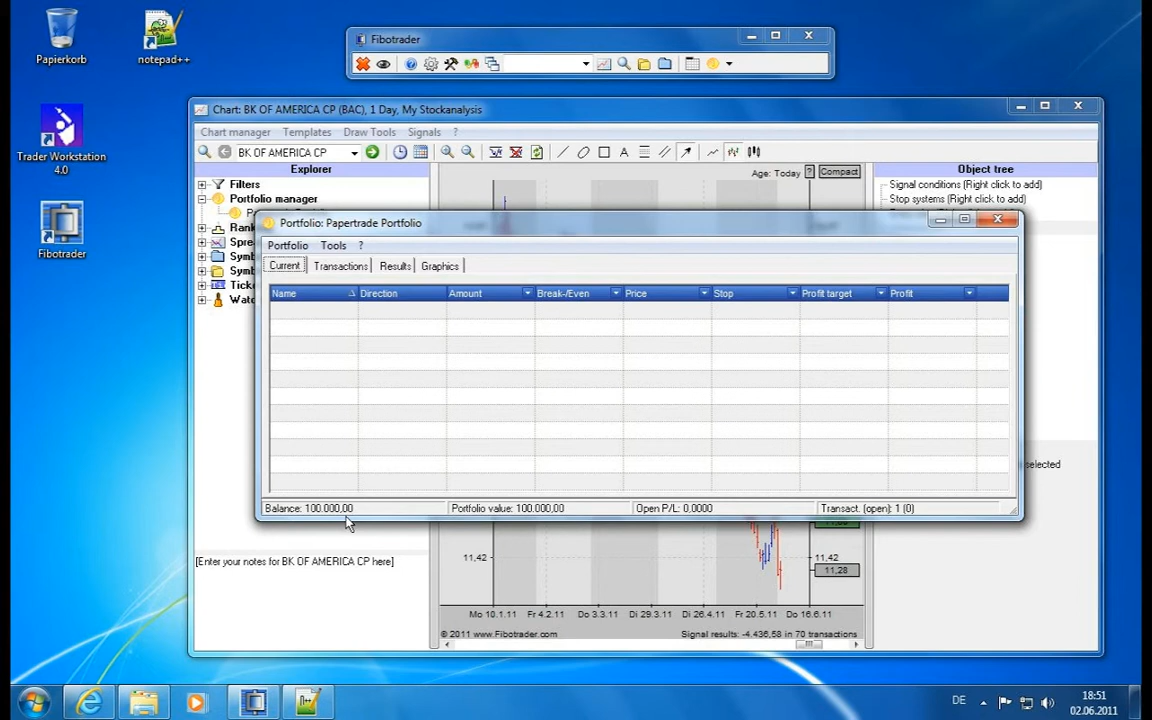 Papierkorb
notepad++
Trader Workstation
4.0
Fibotrader
Fibotrader
Chart: BK OF AMERICA CP (BAC), 1 Day, My Stockanalysis
Chart manager Templates Draw Tools Signals ?
BK OF AMERICA CP
Explorer
Age: Today ? Compact
Object tree
Filters
Signal conditions (Right click to add)
Portfolio manager
Stop systems (Right click to add)
Portfolio: Papertrade Portfolio
Portfolio Tools ?
Current Transactions Results Graphics
Name Direction Amount Break-/Even Price Stop Profit target Profit
selected
Balance: 100.000,00 Portfolio value: 100.000,00 Open P/L: 0,0000 Transact. (open): 1 (0)
[Enter your notes for BK OF AMERICA CP here]
11,42 11,42
11,28
Mo 10.1.11 Fr 4.2.11 Do 3.3.11 Di 29.3.11 Di 26.4.11 Fr 20.5.11 Do 16.6.11
© 2011 www.Fibotrader.com Signal results: -4.436,58 in 70 transactions
DE
18:51
02.06.2011